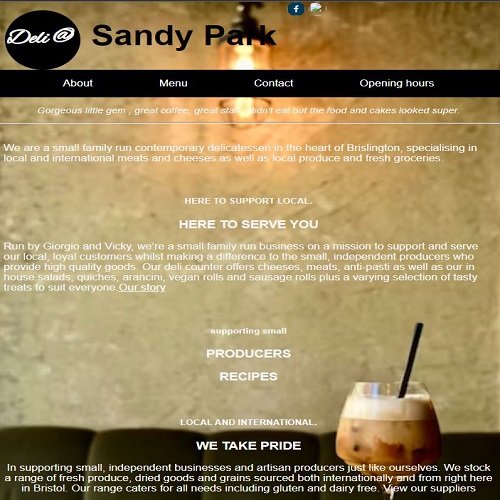 Deli @
Sandy Park
About Menu Contact Opening hours
Gorgeous little gem , great coffee, great staff, didn't eat but the food and cakes looked super.
We are a small family run contemporary delicatessen in the heart of Brislington, specialising in
local and international meats and cheeses as well as local produce and fresh groceries.
HERE TO SUPPORT LOCAL.
HERE TO SERVE YOU
Run by Giorgio and Vicky, we're a small family run business on a mission to support and serve
our local, loyal customers whilst making a difference to the small, independent producers who
provide high quality goods. Our deli counter offers cheeses, meats, anti-pasti as well as our in
house salads, quiches, arancini, vegan rolls and sausage rolls plus a varying selection of tasty
treats to suit everyone.Our story
supporting small
PRODUCERS
RECIPES
LOCAL AND INTERNATIONAL.
WE TAKE PRIDE
In supporting small, independent businesses and artisan producers just like ourselves. We stock
a range of fresh produce, dried goods and grains sourced both internationally and from right here
in Bristol. Our range caters for all needs including gluten and dairy free. View our suppliers